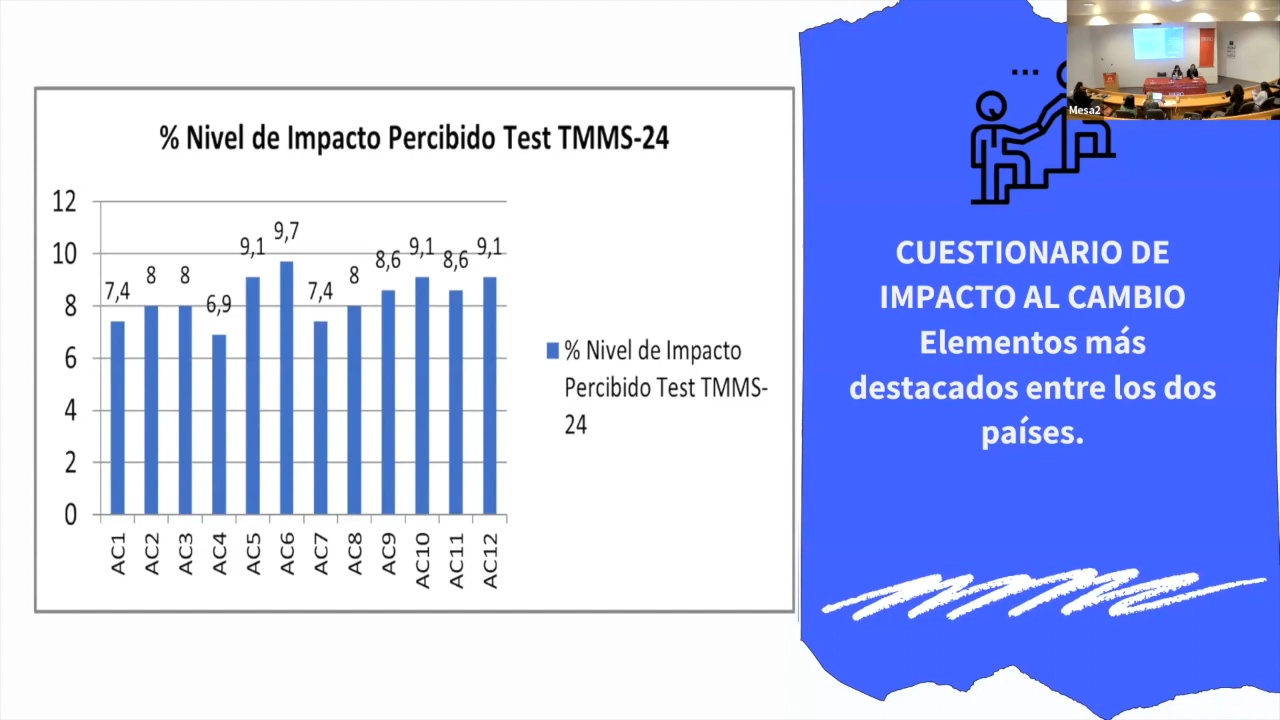 % Nivel de Impacto Percibido Test TMMS-24
12
10
8
6
4
2
0
7,4
8
8
6,9
9,1
9,7
7,4
8
8,6
9,1
8,6
9,1
AC1
AC2
AC3
AC4
AC5
AC6
AC7
AC8
AC9
AC10
AC11
AC12
% Nivel de Impacto
Percibido Test TMMS-
24
Mesa2
CUESTIONARIO DE
IMPACTO AL CAMBIO
Elementos más
destacados entre los dos
países.